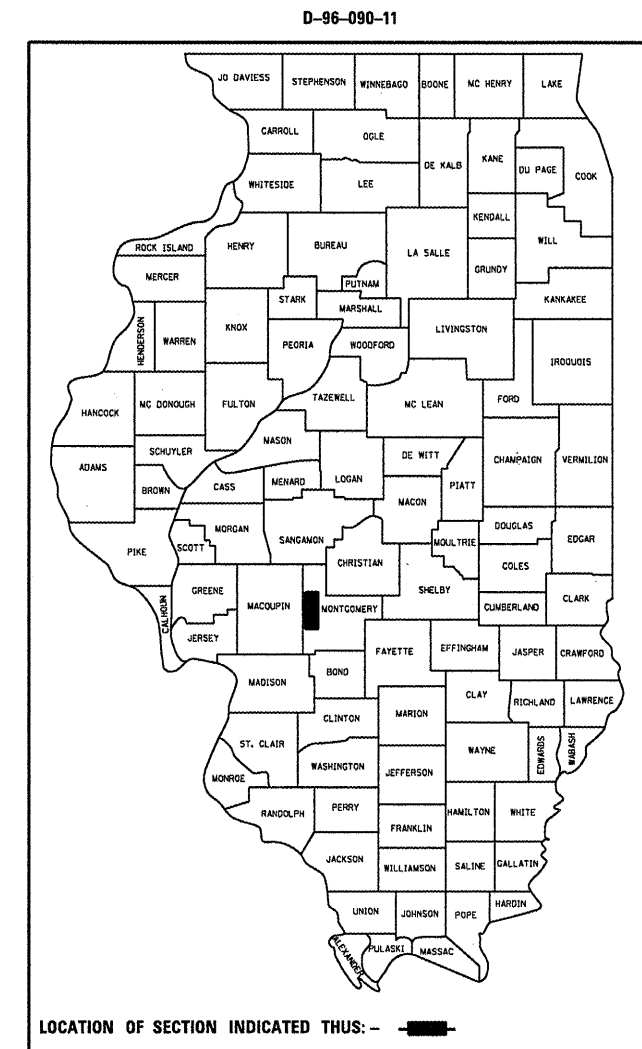 D-96-090-11
JO DAVIESS STEPHENSON WINNEBAGO BOONE MC HENRY LAKE
CARROLL OGLE
DE KALB KANE DU PAGE COOK
WHITESIDE LEE
KENDALL
ROCK ISLAND HENRY BUREAU LA SALLE WILL
GRUNDY
MERCER PUTNAM
STARK MARSHALL KANKAKEE
HENDERSON WARREN KNOX PEORIA WOODFORD LIVINGSTON
IROQUOIS
HANCOCK MC DONOUGH FULTON TAZEWELL MC LEAN FORD
MASON
SCHUYLER DE WITT CHAMPAIGN VERMILION
ADAMS
BROWN CASS MENARD LOGAN PIATT
MACON
MORGAN DOUGLAS EDGAR
PIKE SCOTT SANGAMON MOULTRIE
CHRISTIAN COLES
GREENE SHELBY CLARK
CALHOUN MACOUPIN MONTGOMERY CUMBERLAND
JERSEY
FAYETTE EFFINGHAM JASPER CRAWFORD
MADISON BOND
CLAY RICHLAND LAWRENCE
CLINTON MARION
ST. CLAIR WAYNE EDWARDS WABASH
WASHINGTON JEFFERSON
MONROE
RANDOLPH PERRY HAMILTON WHITE
FRANKLIN
JACKSON WILLIAMSON SALINE GALLATIN
UNION JOHNSON POPE HARDIN
ALEXANDER PULASKI MASSAC
LOCATION OF SECTION INDICATED THUS: –